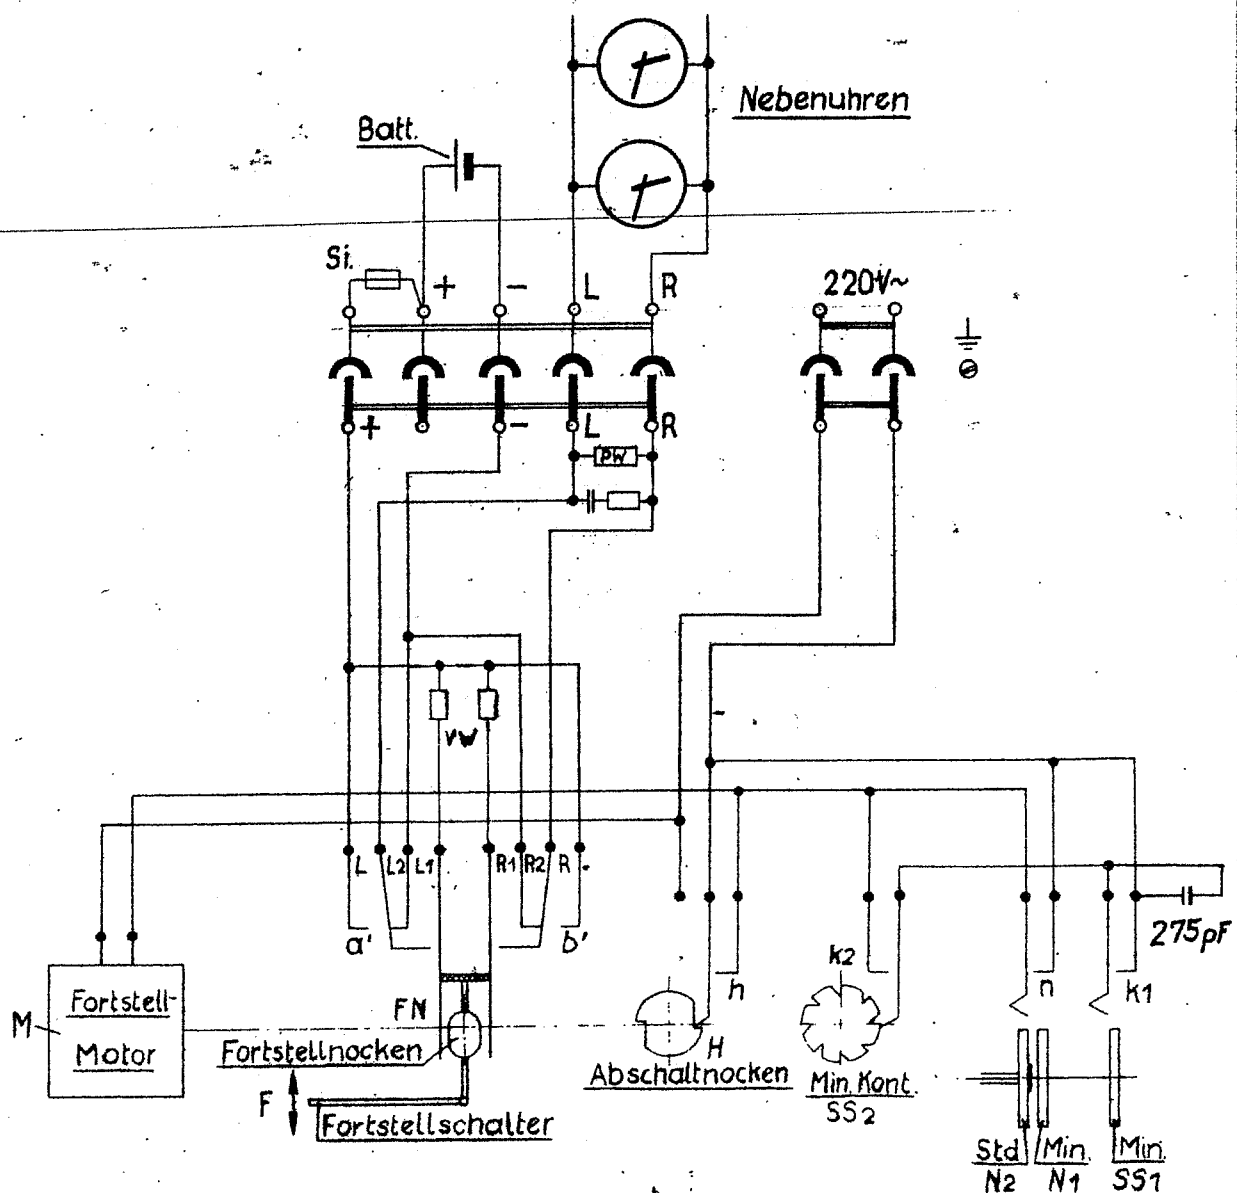 Nebenuhren
Batt.
Si.
+
-
L
R
220V~
+
-
L
R
PW
VW
L
L2
L1
R1
R2
R
a'
b'
275pF
k2
h
n
k1
FN
M
Fortstell-
Motor
Fortstellnocken
H
Abschaltnocken
Min. Kont.
SS2
F
Fortstellschalter
Std
N2
Min.
N1
Min.
SS1